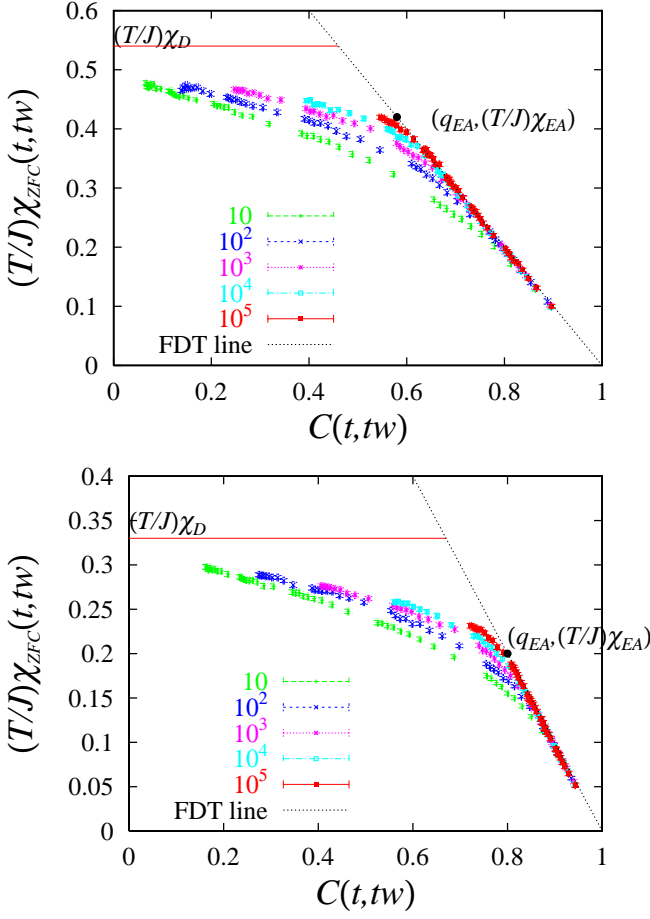 0.6
(T/J)χ_D
0.5
(q_EA,(T/J)χ_EA)
0.4
0.3
0.2
0.1
0
(T/J)χ_ZFC(t,tw)
10
10^2
10^3
10^4
10^5
FDT line
0 0.2 0.4 0.6 0.8 1
C(t,tw)
0.4
0.35
(T/J)χ_D
0.3
0.25
(q_EA,(T/J)χ_EA)
0.2
0.15
0.1
0.05
0
(T/J)χ_ZFC(t,tw)
10
10^2
10^3
10^4
10^5
FDT line
0 0.2 0.4 0.6 0.8 1
C(t,tw)